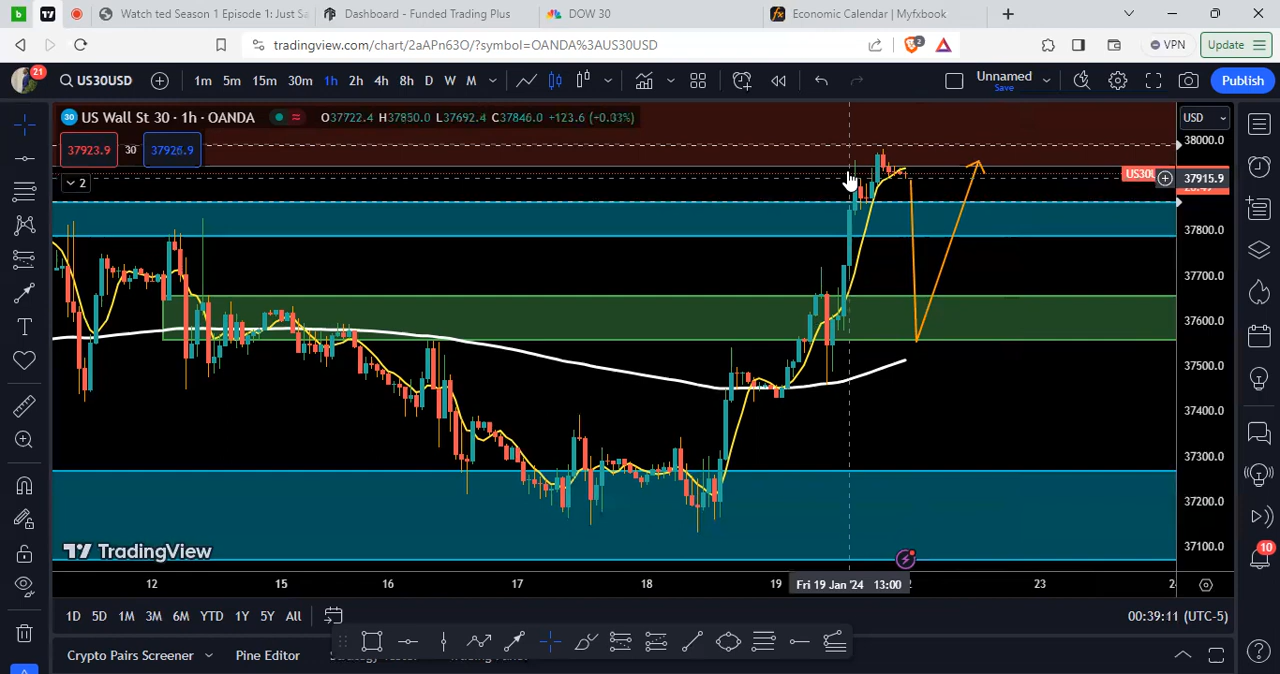 b
Watch ted Season 1 Episode 1: Just Sa
Dashboard - Funded Trading Plus
DOW 30
fx
Economic Calendar | Myfxbook
tradingview.com/chart/2aAPn63O/?symbol=OANDA%3AUS30USD
2
VPN
Update
21
US30USD
1m 5m 15m 30m 1h 2h 4h 8h D W M
Unnamed
Save
Publish
30
US Wall St 30 · 1h · OANDA
O37722.4 H37850.0 L37692.4 C37846.0 +123.6 (+0.33%)
USD
38000.0
37923.9
30
37926.9
2
US30U
37915.9
37800.0
37700.0
37600.0
37500.0
37400.0
37300.0
37200.0
37100.0
TradingView
10
12 15 16 17 18 19
Fri 19 Jan '24 13:00
23
1D 5D 1M 3M 6M YTD 1Y 5Y All
00:39:11 (UTC-5)
Crypto Pairs Screener
Pine Editor